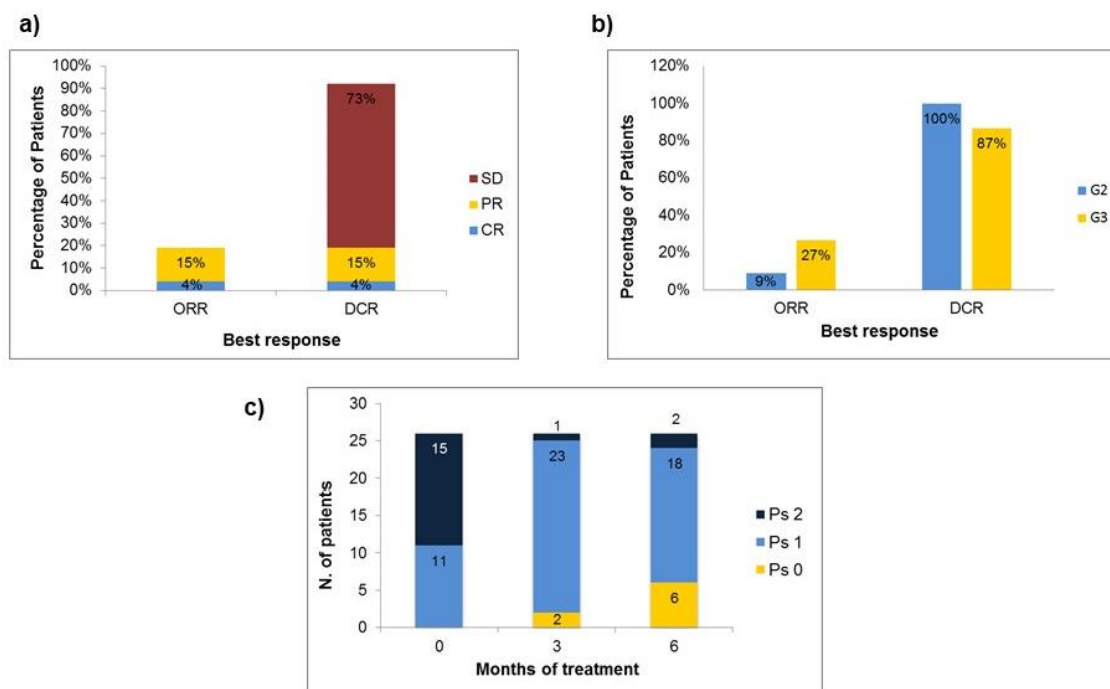 a)
100%
90%
80%
70%
60%
50%
40%
30%
20%
10%
0%
Percentage of Patients
73%
15%
4%
15%
4%
ORR DCR
Best response
SD
PR
CR
b)
120%
100%
80%
60%
40%
20%
0%
Percentage of Patients
9%
27%
100%
87%
ORR DCR
Best response
G2
G3
c)
30
25
20
15
10
5
0
N. of patients
15
11
1
23
2
2
18
6
0 3 6
Months of treatment
Ps 2
Ps 1
Ps 0